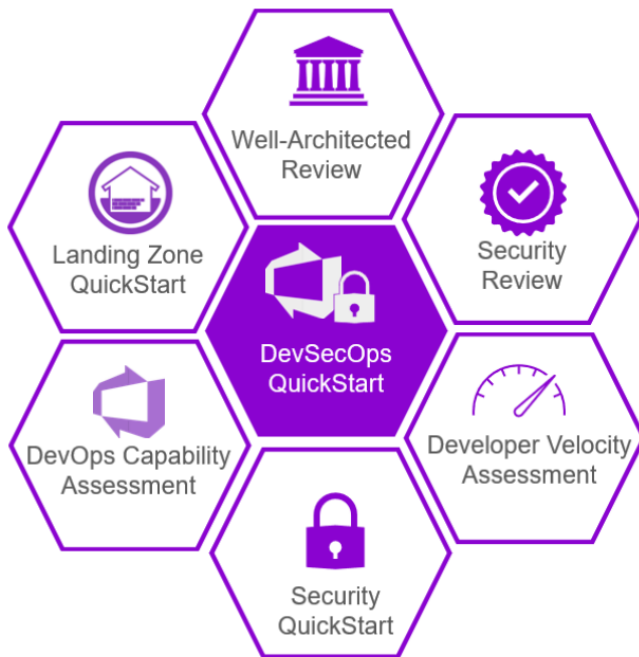 Well-Architected
Review
Landing Zone
QuickStart
Security
Review
DevSecOps
QuickStart
DevOps Capability
Assessment
Developer Velocity
Assessment
Security
QuickStart